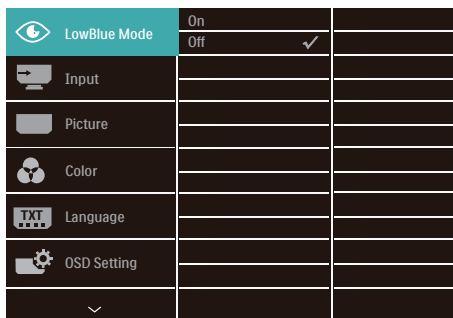 LowBlue Mode
On
Off
Input
Picture
Color
TXT
Language
OSD Setting